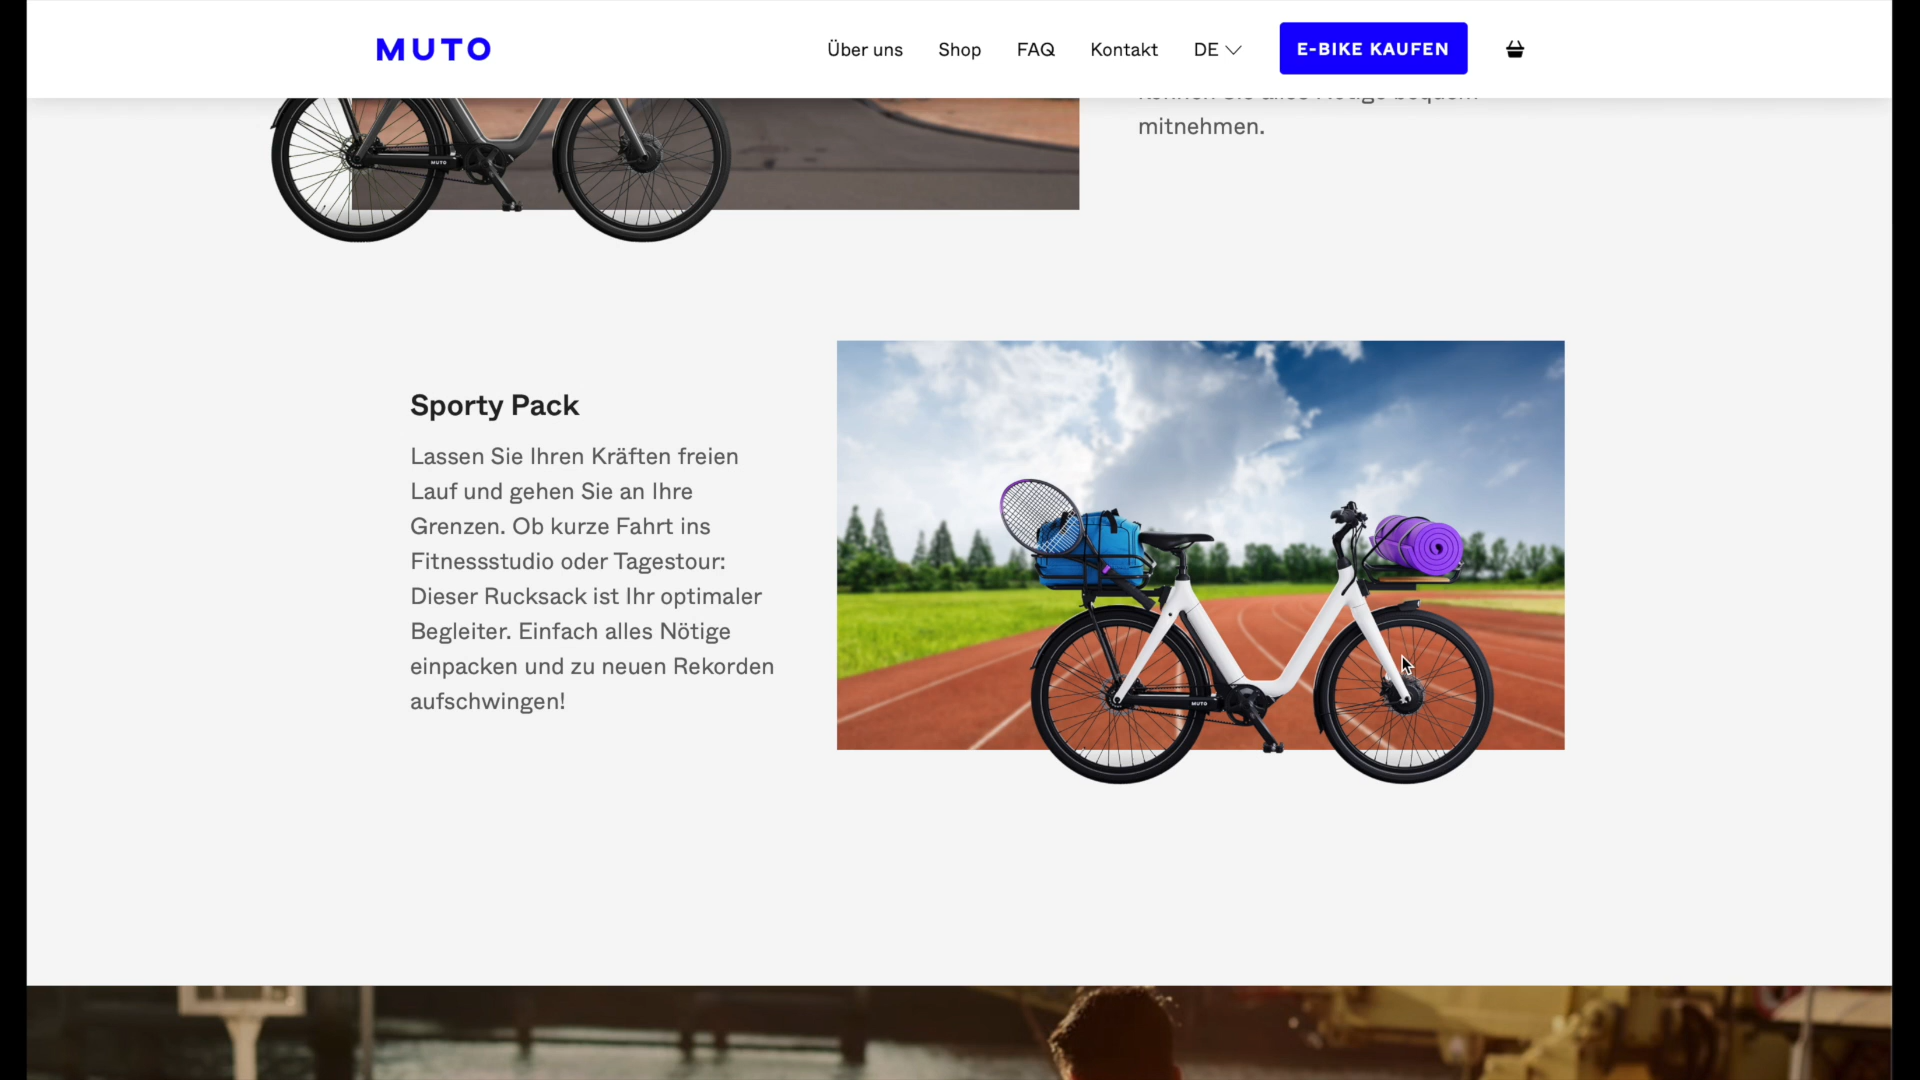 MUTO
Über uns
Shop
FAQ
Kontakt
DE
E-BIKE KAUFEN
mitnehmen.
MUTO
Sporty Pack
Lassen Sie Ihren Kräften freien
Lauf und gehen Sie an Ihre
Grenzen. Ob kurze Fahrt ins
Fitnessstudio oder Tagestour:
Dieser Rucksack ist Ihr optimaler
Begleiter. Einfach alles Nötige
einpacken und zu neuen Rekorden
aufschwingen!
MUTO